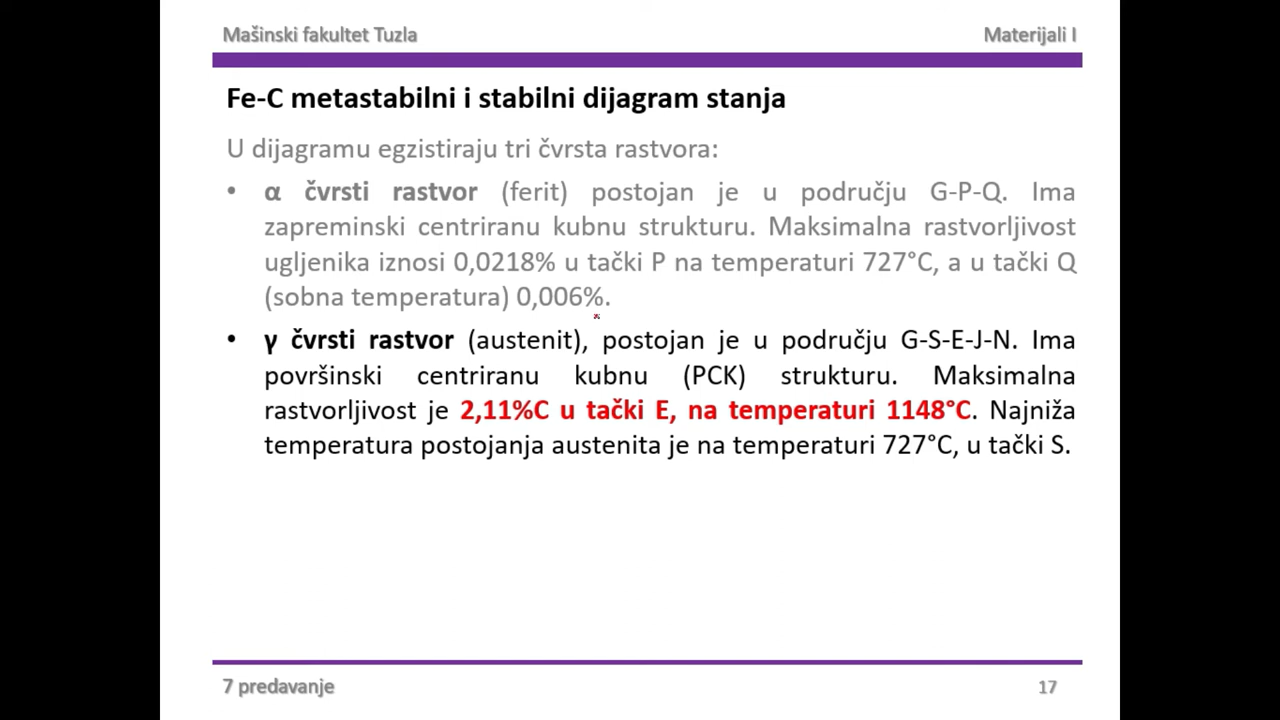 Mašinski fakultet Tuzla
Materijali I
Fe-C metastabilni i stabilni dijagram stanja
U dijagramu egzistiraju tri čvrsta rastvora:
• α čvrsti rastvor (ferit) postojan je u području G-P-Q. Ima
zapreminski centriranu kubnu strukturu. Maksimalna rastvorljivost
ugljenika iznosi 0,0218% u tački P na temperaturi 727°C, a u tački Q
(sobna temperatura) 0,006%.
• γ čvrsti rastvor (austenit), postojan je u području G-S-E-J-N. Ima
površinski centriranu kubnu (PCK) strukturu. Maksimalna
rastvorljivost je 2,11%C u tački E, na temperaturi 1148°C. Najniža
temperatura postojanja austenita je na temperaturi 727°C, u tački S.
7 predavanje
17